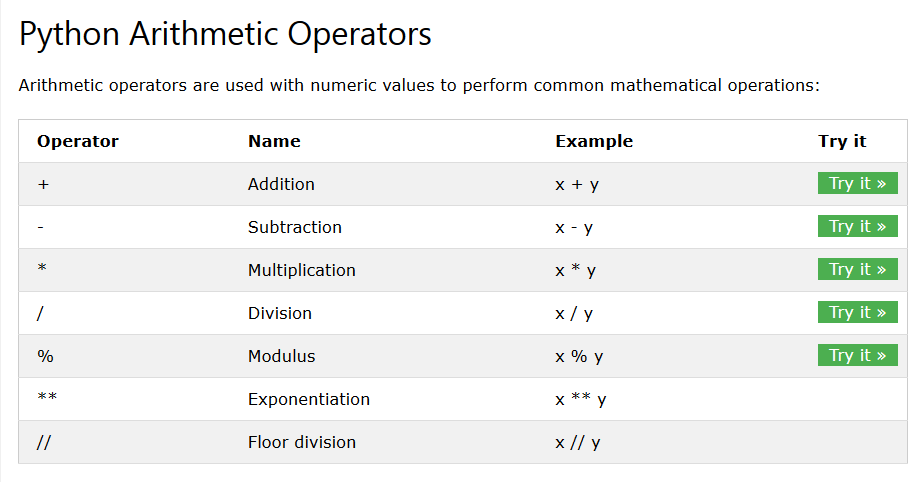 Python Arithmetic Operators
Arithmetic operators are used with numeric values to perform common mathematical operations:
Operator Name Example Try it
+ Addition x + y Try it »
- Subtraction x - y Try it »
* Multiplication x * y Try it »
/ Division x / y Try it »
% Modulus x % y Try it »
** Exponentiation x ** y
// Floor division x // y